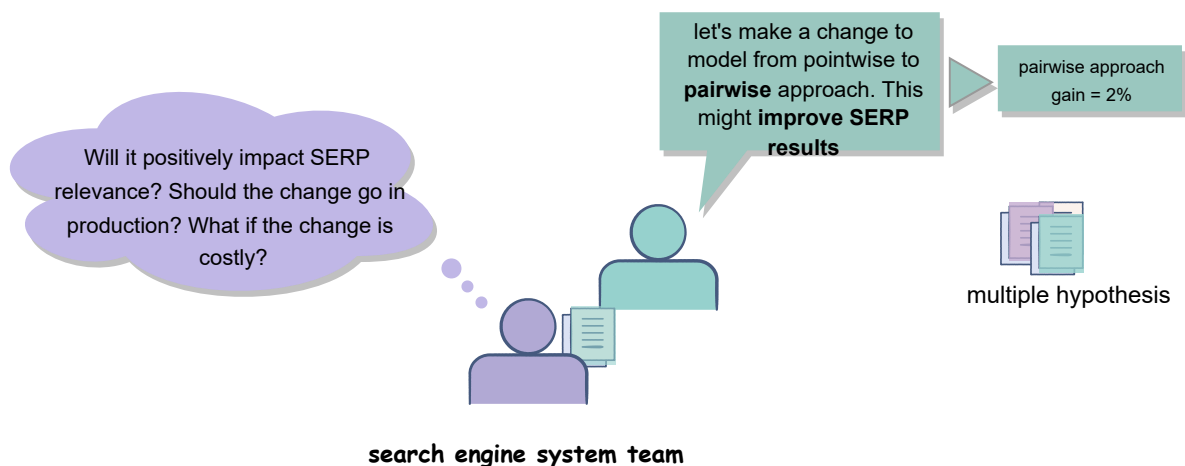 let's make a change to
model from pointwise to
pairwise approach. This
might improve SERP
results
pairwise approach
gain = 2%
Will it positively impact SERP
relevance? Should the change go in
production? What if the change is
costly?
multiple hypothesis
search engine system team